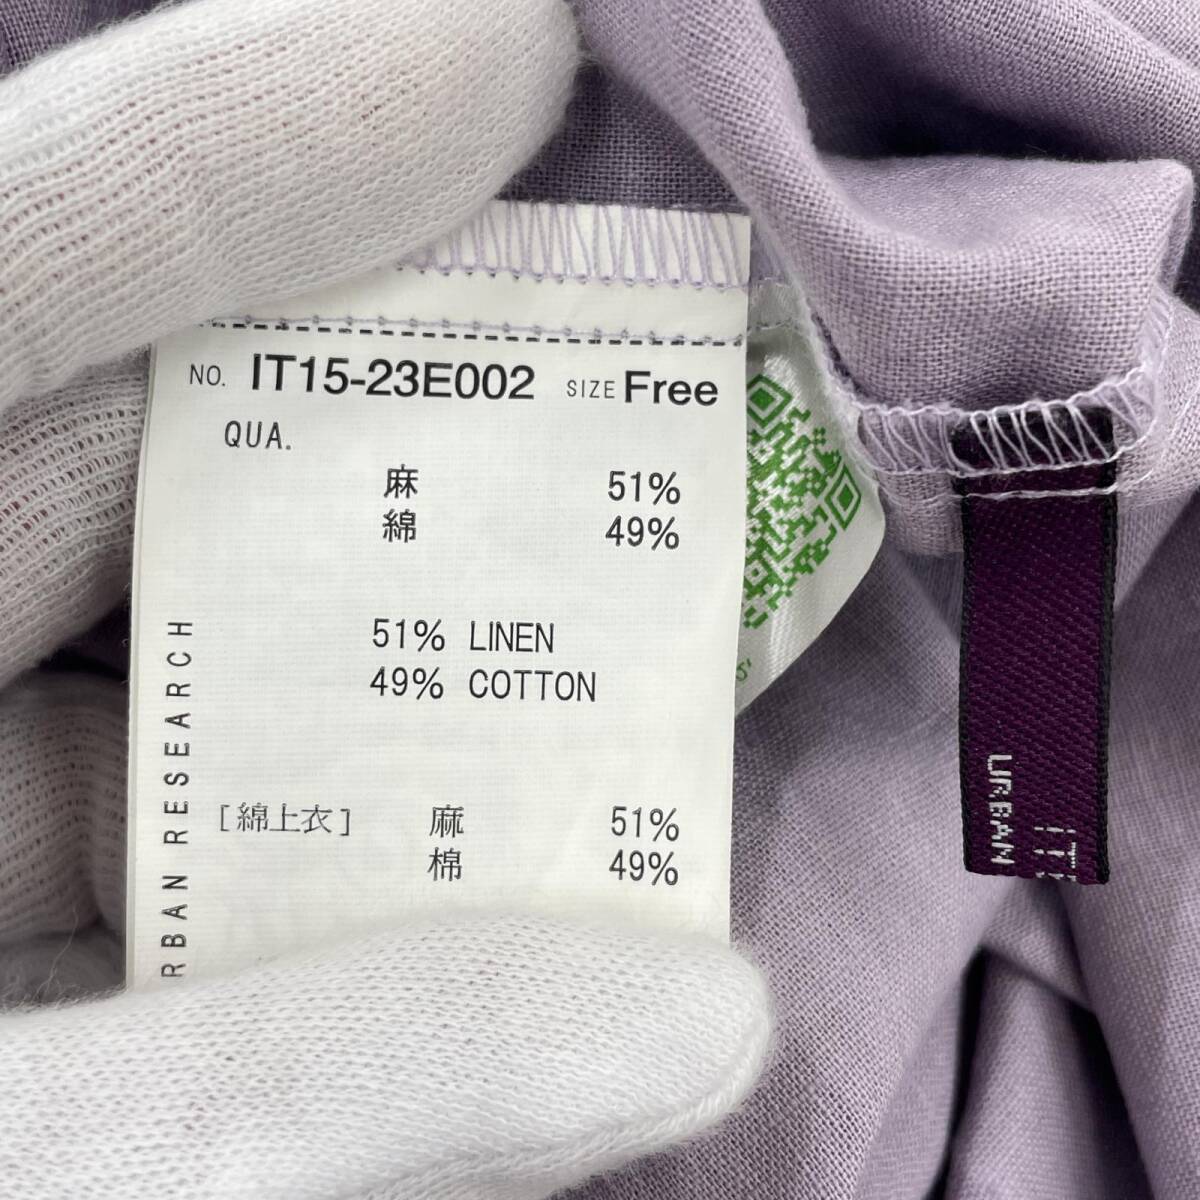 NO. IT15-23E002 SIZE Free
QUA.
麻 51%
綿 49%
51% LINEN
49% COTTON
[綿上衣] 麻 51%
棉 49%
RBAN RESEARCH
URBAN